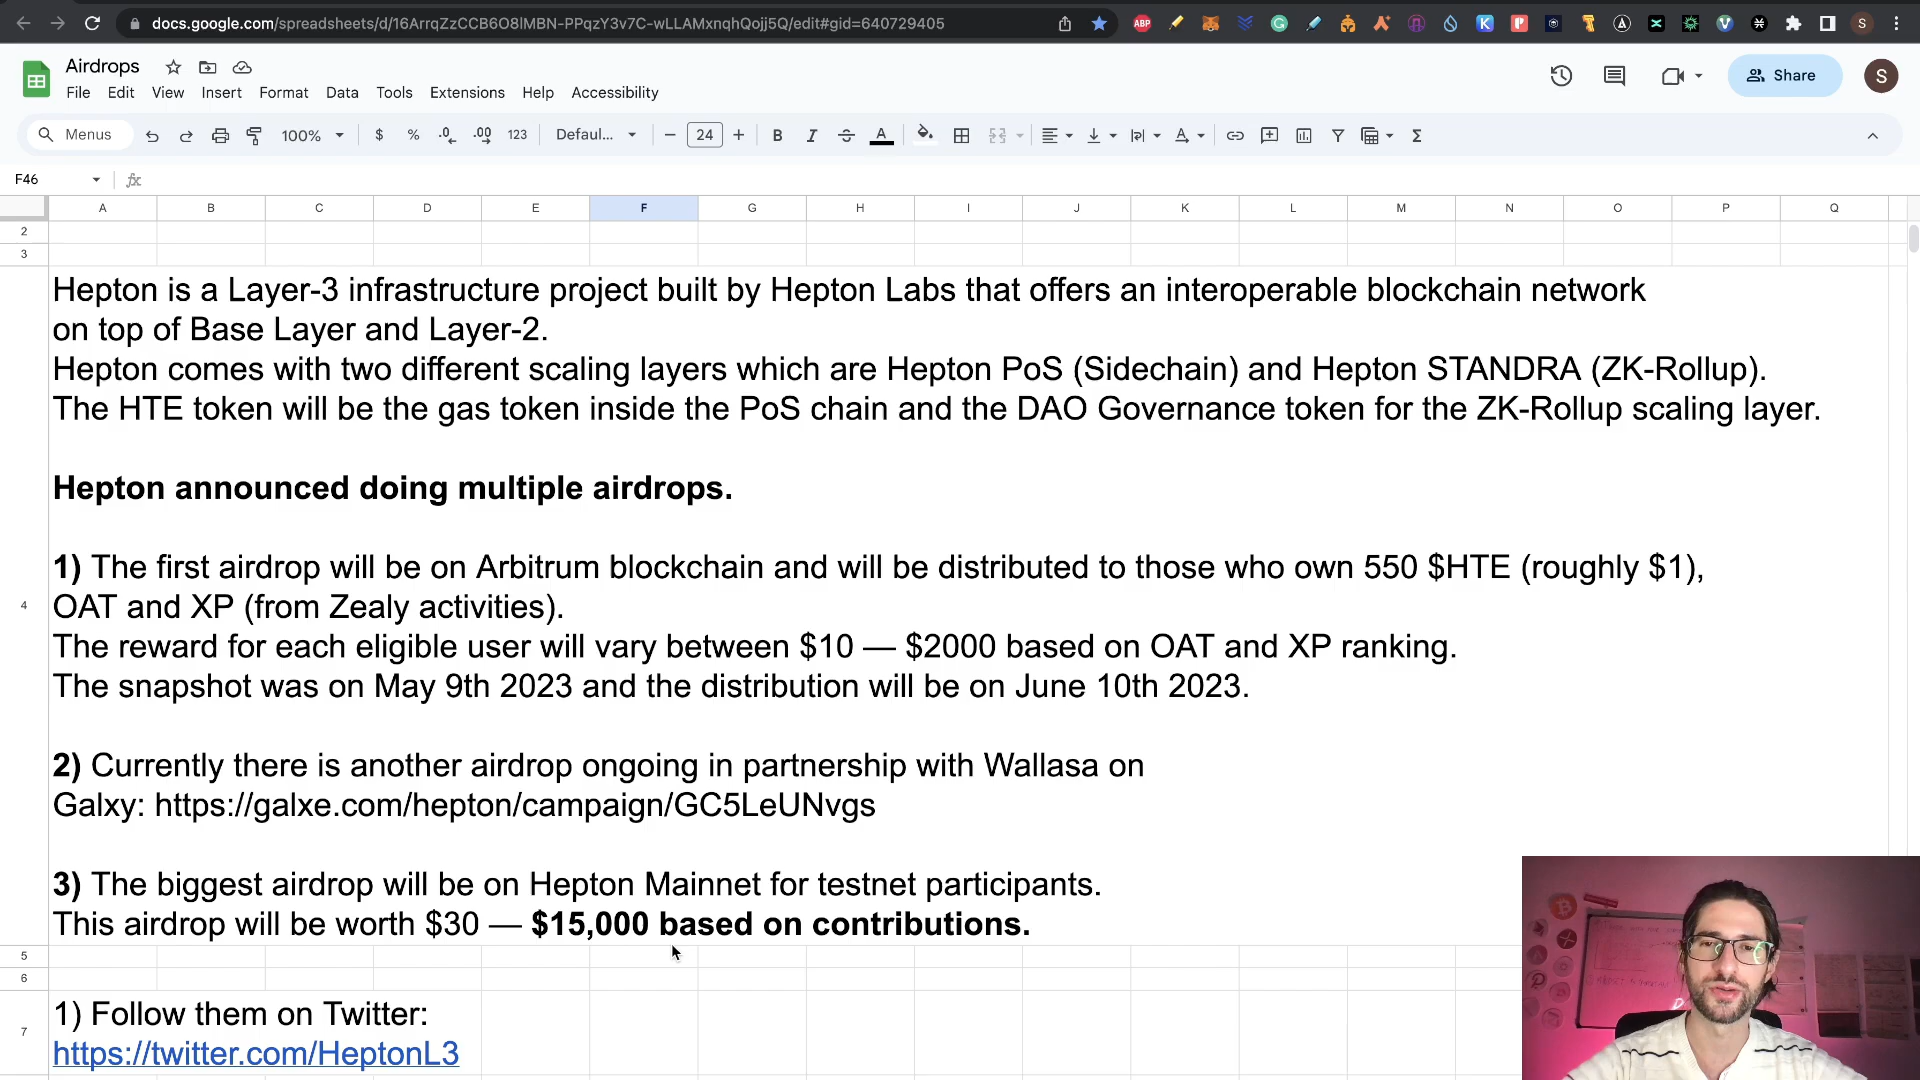 docs.google.com/spreadsheets/d/16ArrqZzCCB6O8lMBN-PPqzY3v7C-wLLAMxnqhQojj5Q/edit#gid=640729405
ABP
S
Airdrops
File Edit View Insert Format Data Tools Extensions Help Accessibility
Share
S
Menus
100%
$ % .0 .00 123
Defaul...
24
B I A
F46
fx
A B C D E F G H I J K L M N O P Q
2
3
Hepton is a Layer-3 infrastructure project built by Hepton Labs that offers an interoperable blockchain network
on top of Base Layer and Layer-2.
Hepton comes with two different scaling layers which are Hepton PoS (Sidechain) and Hepton STANDRA (ZK-Rollup).
The HTE token will be the gas token inside the PoS chain and the DAO Governance token for the ZK-Rollup scaling layer.
Hepton announced doing multiple airdrops.
1) The first airdrop will be on Arbitrum blockchain and will be distributed to those who own 550 $HTE (roughly $1),
4
OAT and XP (from Zealy activities).
The reward for each eligible user will vary between $10 — $2000 based on OAT and XP ranking.
The snapshot was on May 9th 2023 and the distribution will be on June 10th 2023.
2) Currently there is another airdrop ongoing in partnership with Wallasa on
Galxy: https://galxe.com/hepton/campaign/GC5LeUNvgs
3) The biggest airdrop will be on Hepton Mainnet for testnet participants.
This airdrop will be worth $30 — $15,000 based on contributions.
5
6
1) Follow them on Twitter:
7
https://twitter.com/HeptonL3